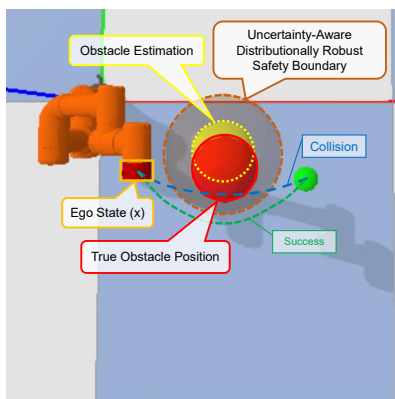 Uncertainty-Aware
Distributionally Robust
Safety Boundary
Obstacle Estimation
Collision
Ego State (x)
Success
True Obstacle Position